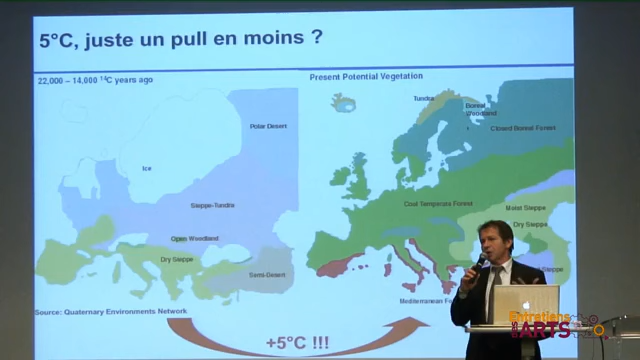 5°C, juste un pull en moins ?
22,000 – 14,000 ¹⁴C years ago
Present Potential Vegetation
Tundra
Boreal
Woodland
Polar Desert
Closed Boreal Forest
Ice
Steppe-Tundra
Cool Temperate Forest
Moist Steppe
Dry Steppe
Open Woodland
Dry Steppe
Semi-Desert
Steppe
Mediterranean
Source: Quaternary Environments Network
+5°C !!!
Entretiens
ARTS